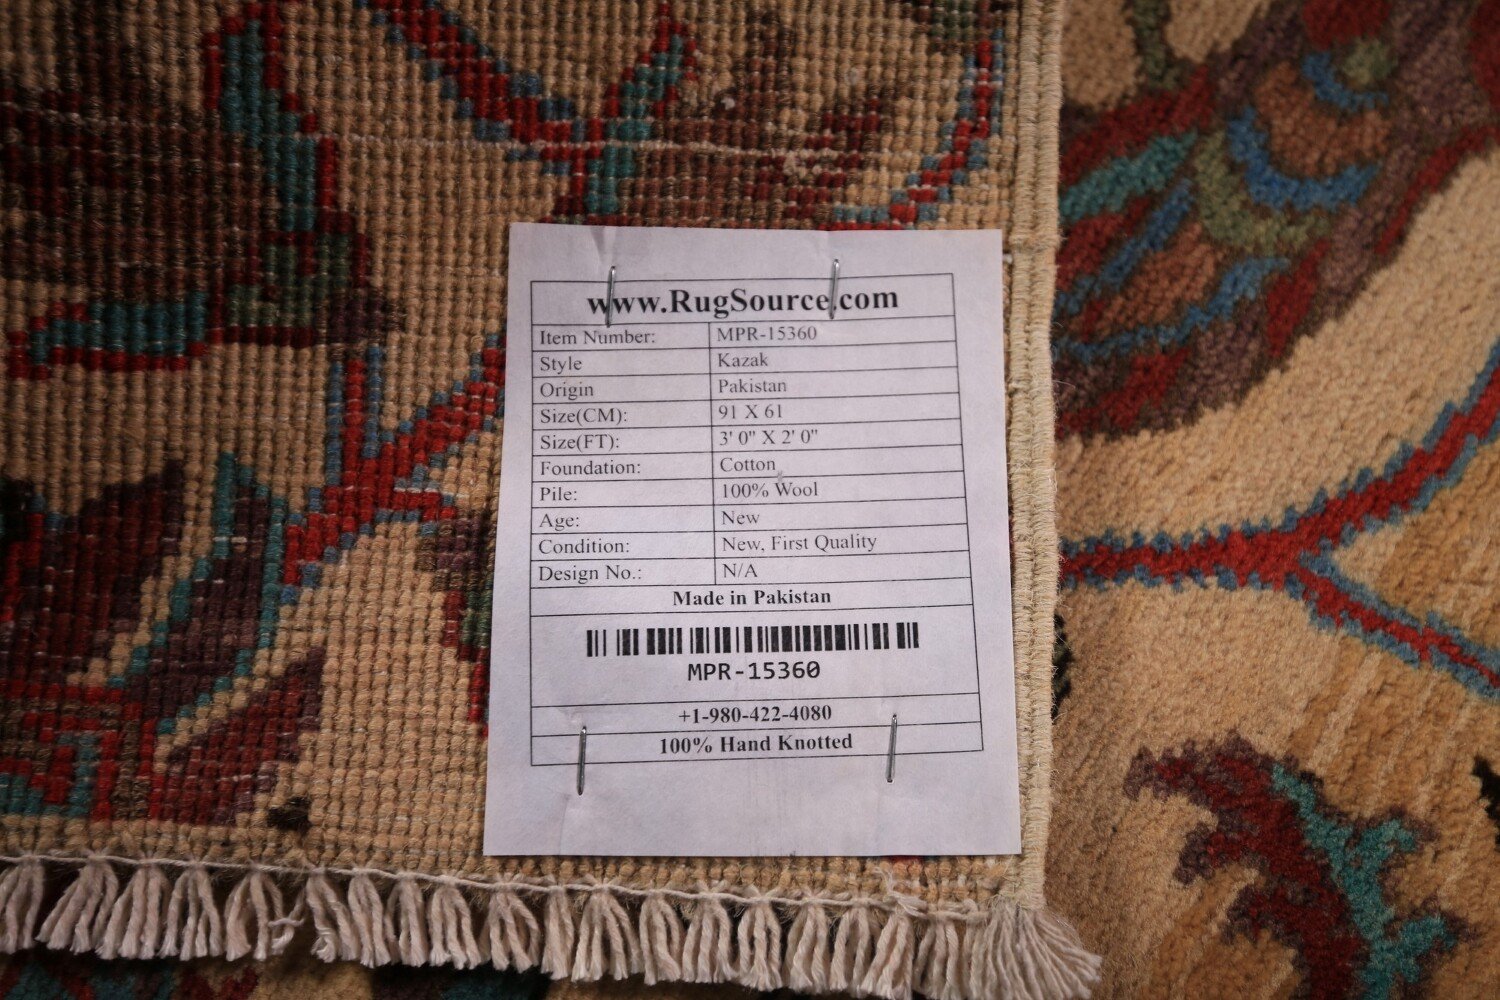 www.RugSource.com
Item Number: MPR-15360
Style Kazak
Origin Pakistan
Size(CM): 91 X 61
Size(FT): 3' 0" X 2' 0"
Foundation: Cotton
Pile: 100% Wool
Age: New
Condition: New, First Quality
Design No.: N/A
Made in Pakistan
MPR-15360
+1-980-422-4080
100% Hand Knotted